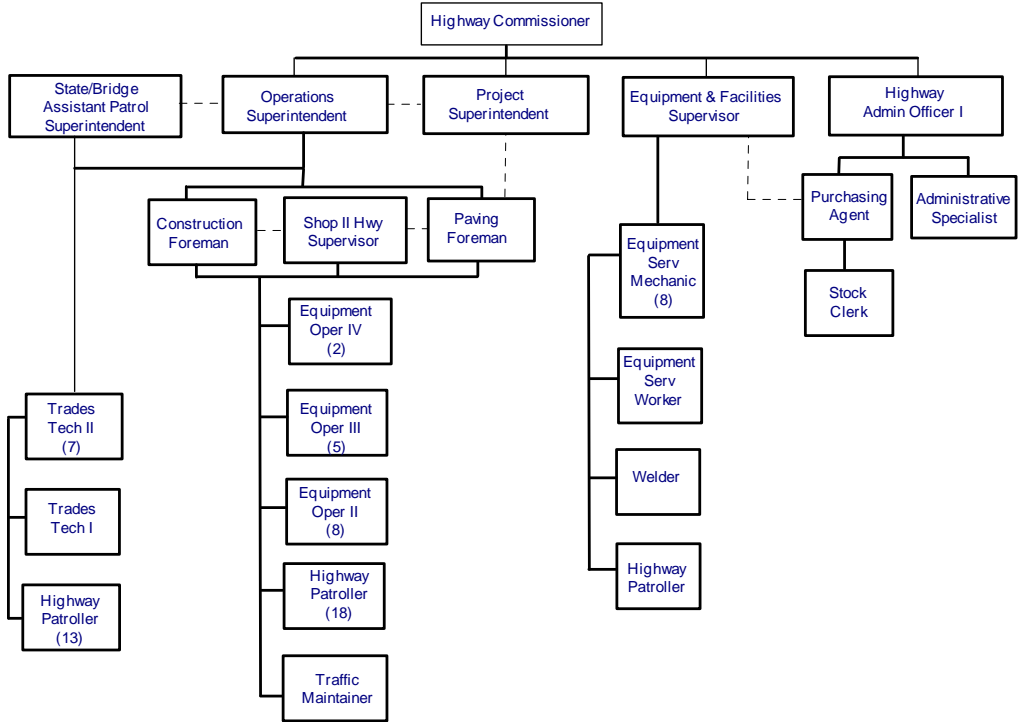 Highway Commissioner
State/Bridge
Assistant Patrol
Superintendent
Operations
Superintendent
Project
Superintendent
Equipment & Facilities
Supervisor
Highway
Admin Officer I
Construction
Foreman
Shop II Hwy
Supervisor
Paving
Foreman
Purchasing
Agent
Administrative
Specialist
Stock
Clerk
Equipment
Serv
Mechanic
(8)
Equipment
Serv
Worker
Welder
Highway
Patroller
Equipment
Oper IV
(2)
Equipment
Oper III
(5)
Equipment
Oper II
(8)
Highway
Patroller
(18)
Traffic
Maintainer
Trades
Tech II
(7)
Trades
Tech I
Highway
Patroller
(13)